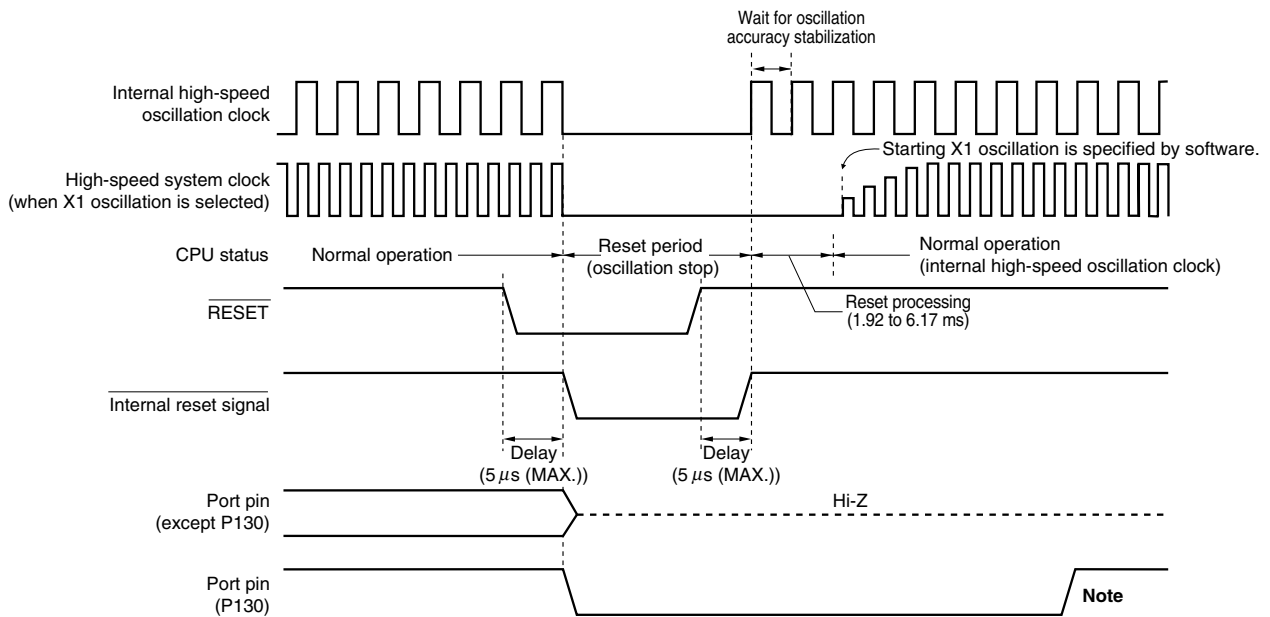 Wait for oscillation
accuracy stabilization
Internal high-speed
oscillation clock
Starting X1 oscillation is specified by software.
High-speed system clock
(when X1 oscillation is selected)
CPU status
Normal operation
Reset period
(oscillation stop)
Normal operation
(internal high-speed oscillation clock)
RESET
Reset processing
(1.92 to 6.17 ms)
Internal reset signal
Delay
(5 μs (MAX.))
Delay
(5 μs (MAX.))
Port pin
(except P130)
Hi-Z
Port pin
(P130)
Note